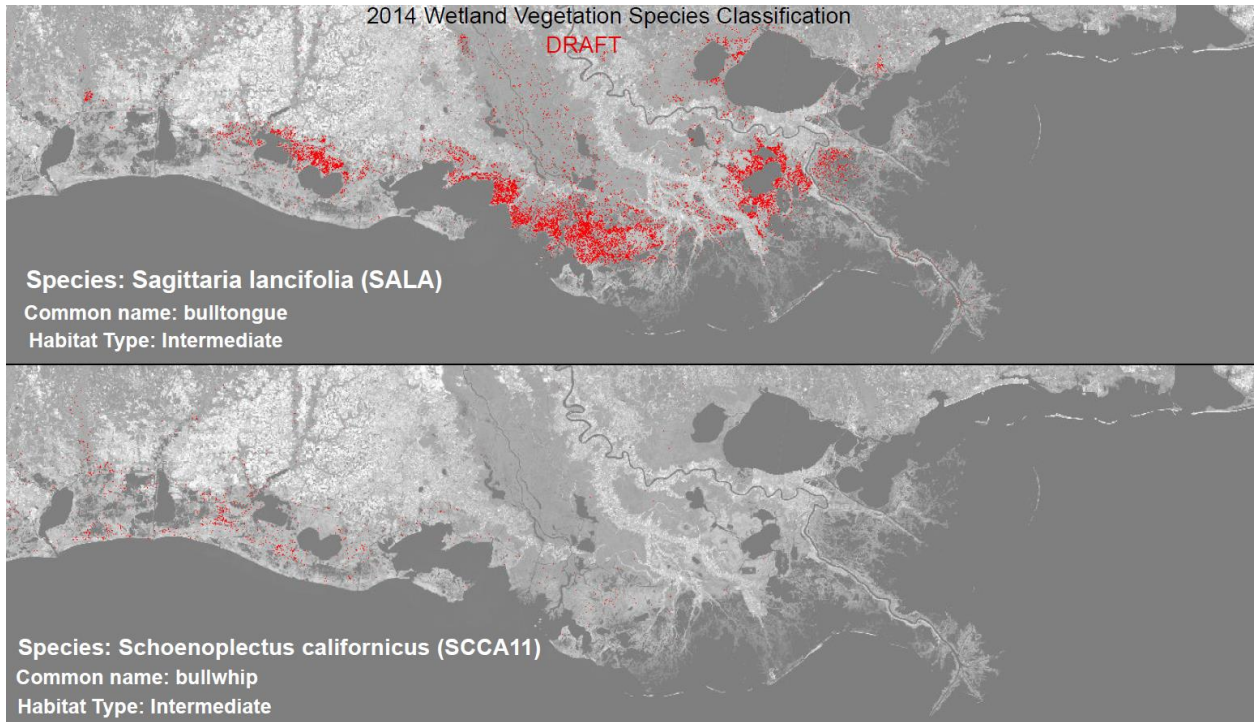 2014 Wetland Vegetation Species Classification
DRAFT
Species: Sagittaria lancifolia (SALA)
Common name: bulltongue
Habitat Type: Intermediate
Species: Schoenoplectus californicus (SCCA11)
Common name: bullwhip
Habitat Type: Intermediate